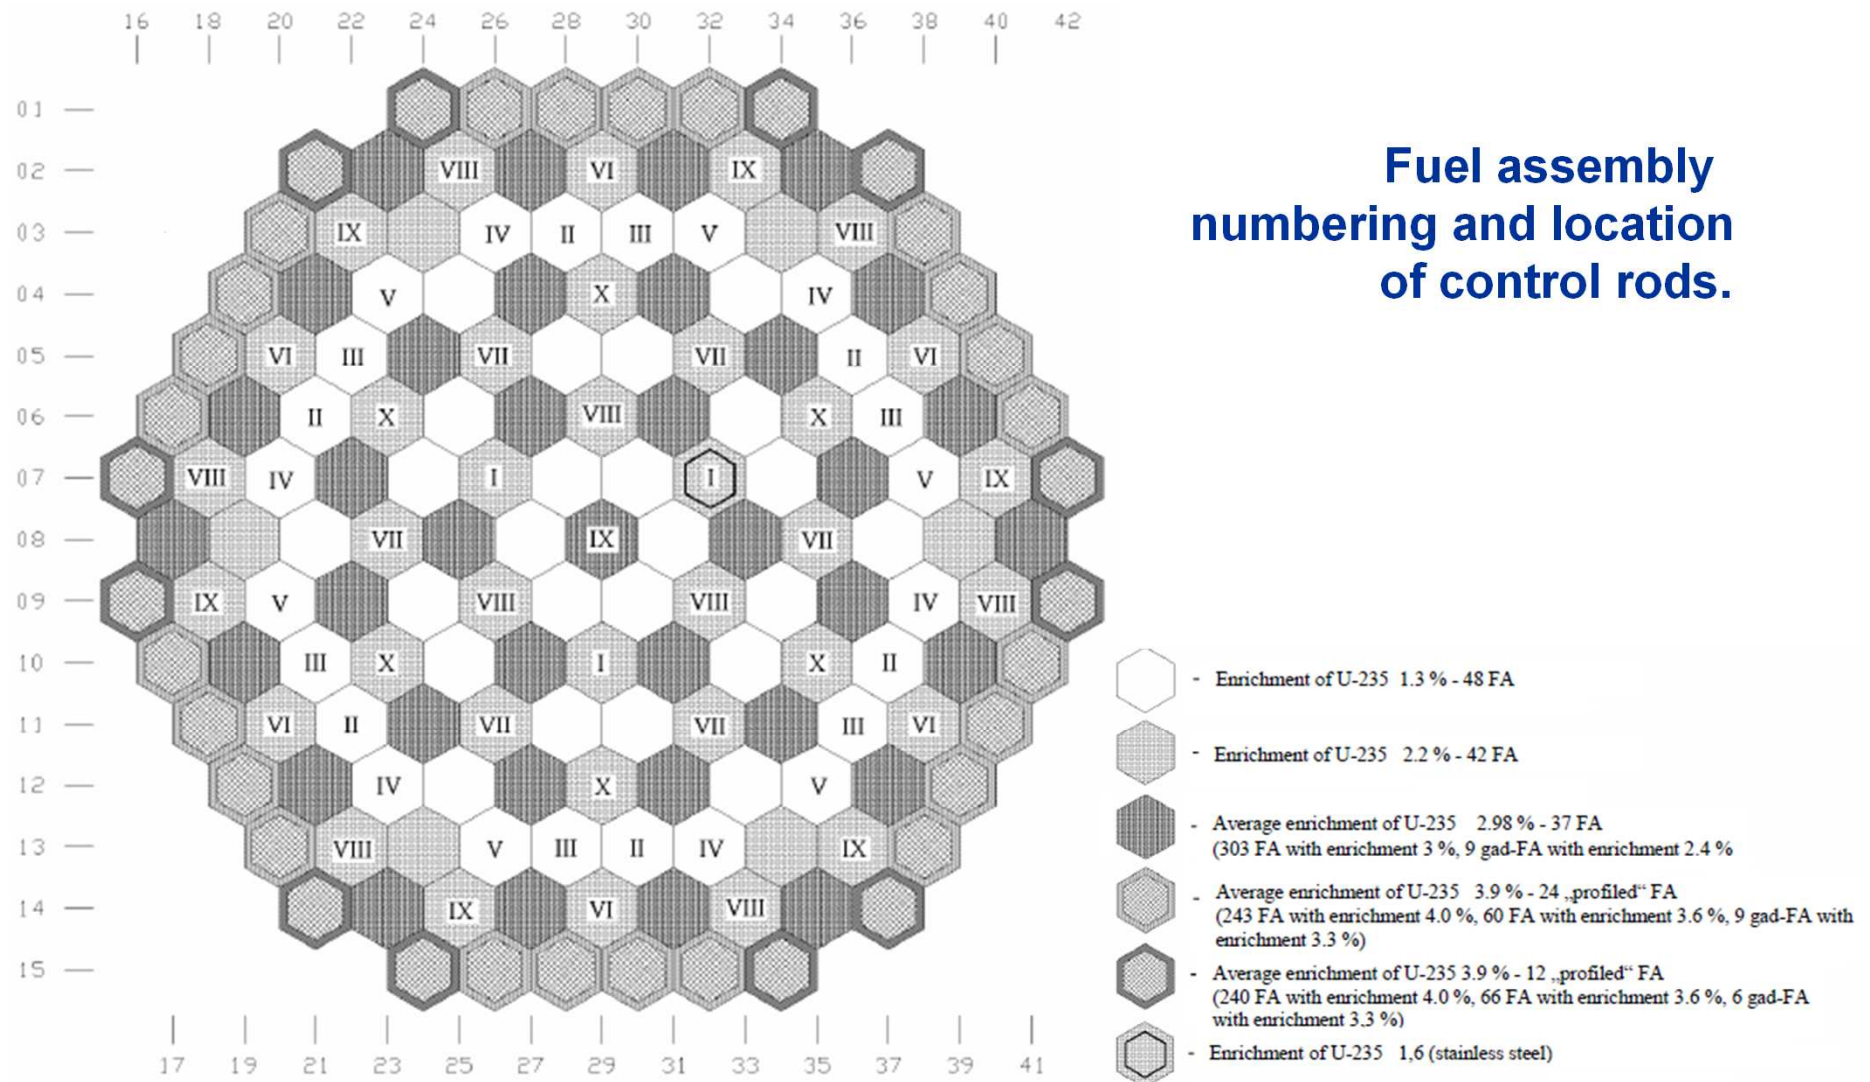 16 18 20 22 24 26 28 30 32 34 36 38 40 42
01
02 VIII VI IX
03 IX IV II III V VIII
04 V X IV
05 VI III VII VII II VI
06 II X VIII X III
07 VIII IV I I V IX
08 VII IX VII
09 IX V VIII VIII IV VIII
10 III X I X II
11 VI II VII VII III VI
12 IV X V
13 VIII V III II IV IX
14 IX VI VIII
15
17 19 21 23 25 27 29 31 33 35 37 39 41
Fuel assembly
numbering and location
of control rods.
- Enrichment of U-235 1.3 % - 48 FA
- Enrichment of U-235 2.2 % - 42 FA
- Average enrichment of U-235 2.98 % - 37 FA
(303 FA with enrichment 3 %, 9 gad-FA with enrichment 2.4 %
- Average enrichment of U-235 3.9 % - 24 „profiled“ FA
(243 FA with enrichment 4.0 %, 60 FA with enrichment 3.6 %, 9 gad-FA with
enrichment 3.3 %)
- Average enrichment of U-235 3.9 % - 12 „profiled“ FA
(240 FA with enrichment 4.0 %, 66 FA with enrichment 3.6 %, 6 gad-FA
with enrichment 3.3 %)
- Enrichment of U-235 1,6 (stainless steel)